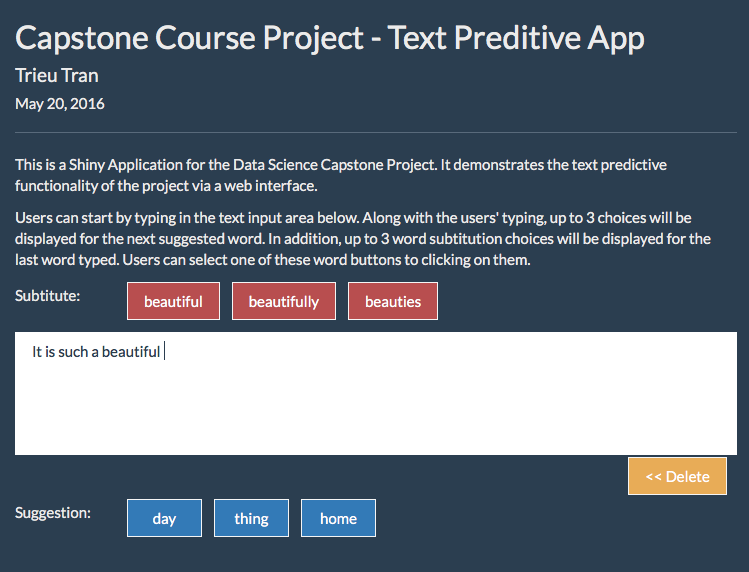 Capstone Course Project - Text Preditive App
Trieu Tran
May 20, 2016
This is a Shiny Application for the Data Science Capstone Project. It demonstrates the text predictive
functionality of the project via a web interface.
Users can start by typing in the text input area below. Along with the users' typing, up to 3 choices will be
displayed for the next suggested word. In addition, up to 3 word subtitution choices will be displayed for the
last word typed. Users can select one of these word buttons to clicking on them.
Subtitute: beautiful beautifully beauties
It is such a beautiful
<< Delete
Suggestion: day thing home